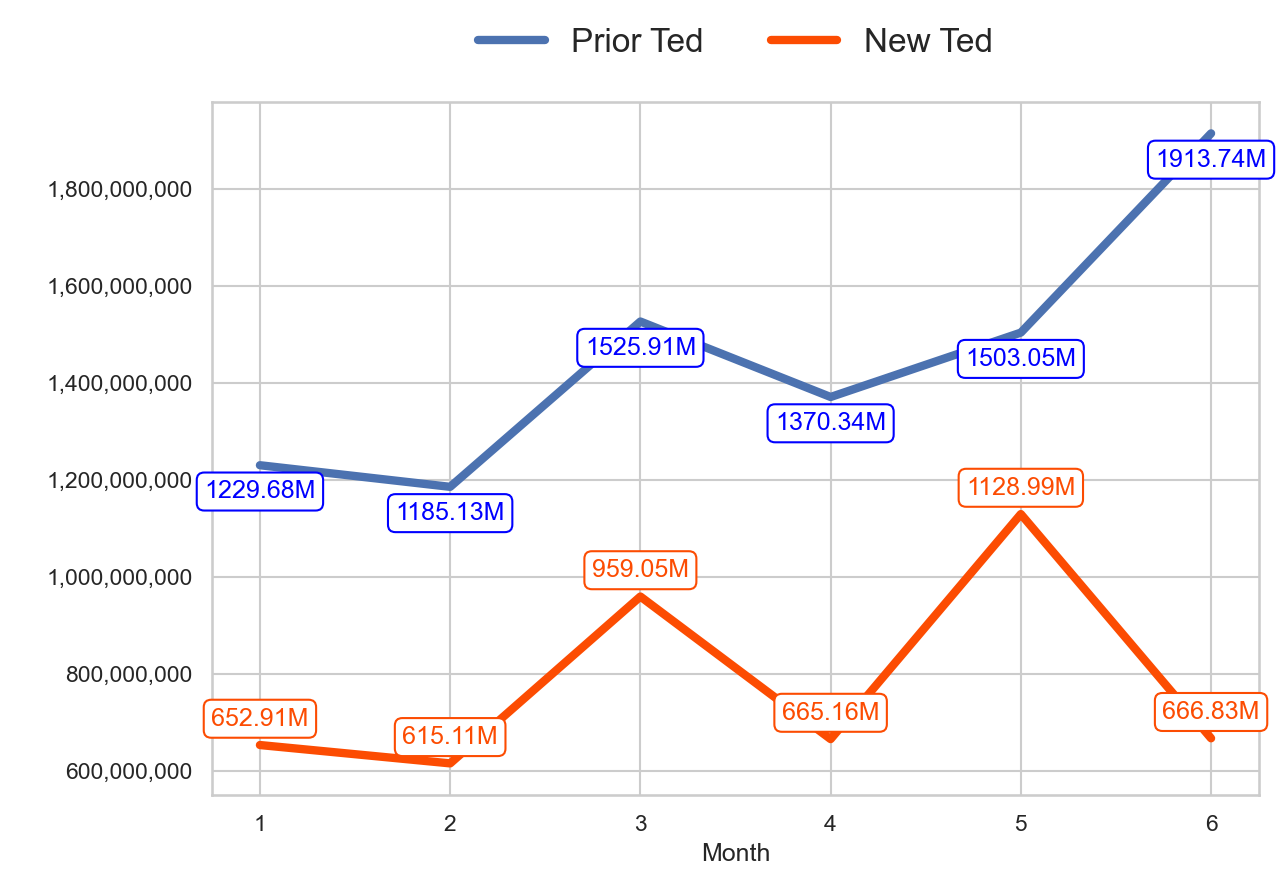 Prior Ted New Ted
1913.74M
1,800,000,000
1,600,000,000
1525.91M
1503.05M
1,400,000,000
1370.34M
1,200,000,000
1229.68M
1185.13M
1128.99M
1,000,000,000
959.05M
800,000,000
652.91M
615.11M
665.16M
666.83M
600,000,000
1 2 3 4 5 6
Month